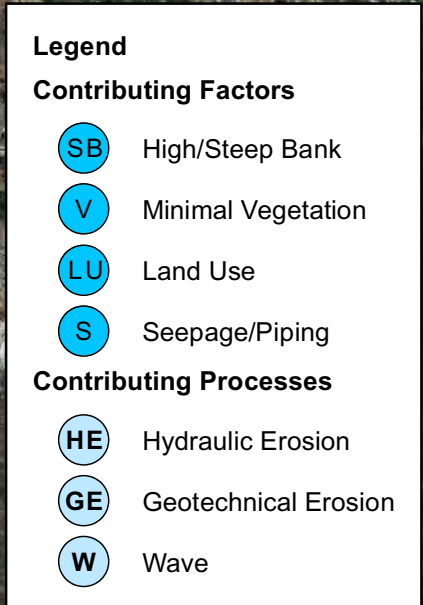 Legend
Contributing Factors
SB High/Steep Bank
V Minimal Vegetation
LU Land Use
S Seepage/Piping
Contributing Processes
HE Hydraulic Erosion
GE Geotechnical Erosion
W Wave